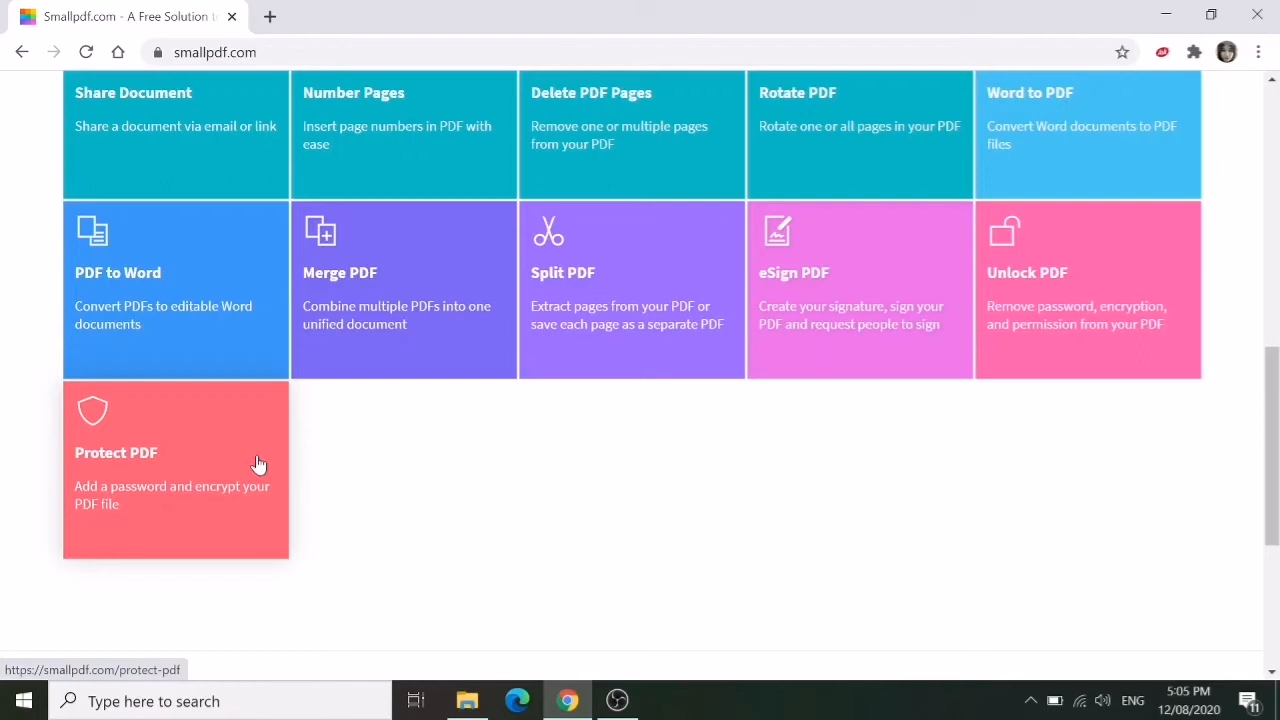 Smallpdf.com - A Free Solution t
smallpdf.com
Share Document
Share a document via email or link
Number Pages
Insert page numbers in PDF with
ease
Delete PDF Pages
Remove one or multiple pages
from your PDF
Rotate PDF
Rotate one or all pages in your PDF
Word to PDF
Convert Word documents to PDF
files
PDF to Word
Convert PDFs to editable Word
documents
Merge PDF
Combine multiple PDFs into one
unified document
Split PDF
Extract pages from your PDF or
save each page as a separate PDF
eSign PDF
Create your signature, sign your
PDF and request people to sign
Unlock PDF
Remove password, encryption,
and permission from your PDF
Protect PDF
Add a password and encrypt your
PDF file
https://smallpdf.com/protect-pdf
Type here to search
ENG
5:05 PM
12/08/2020
11